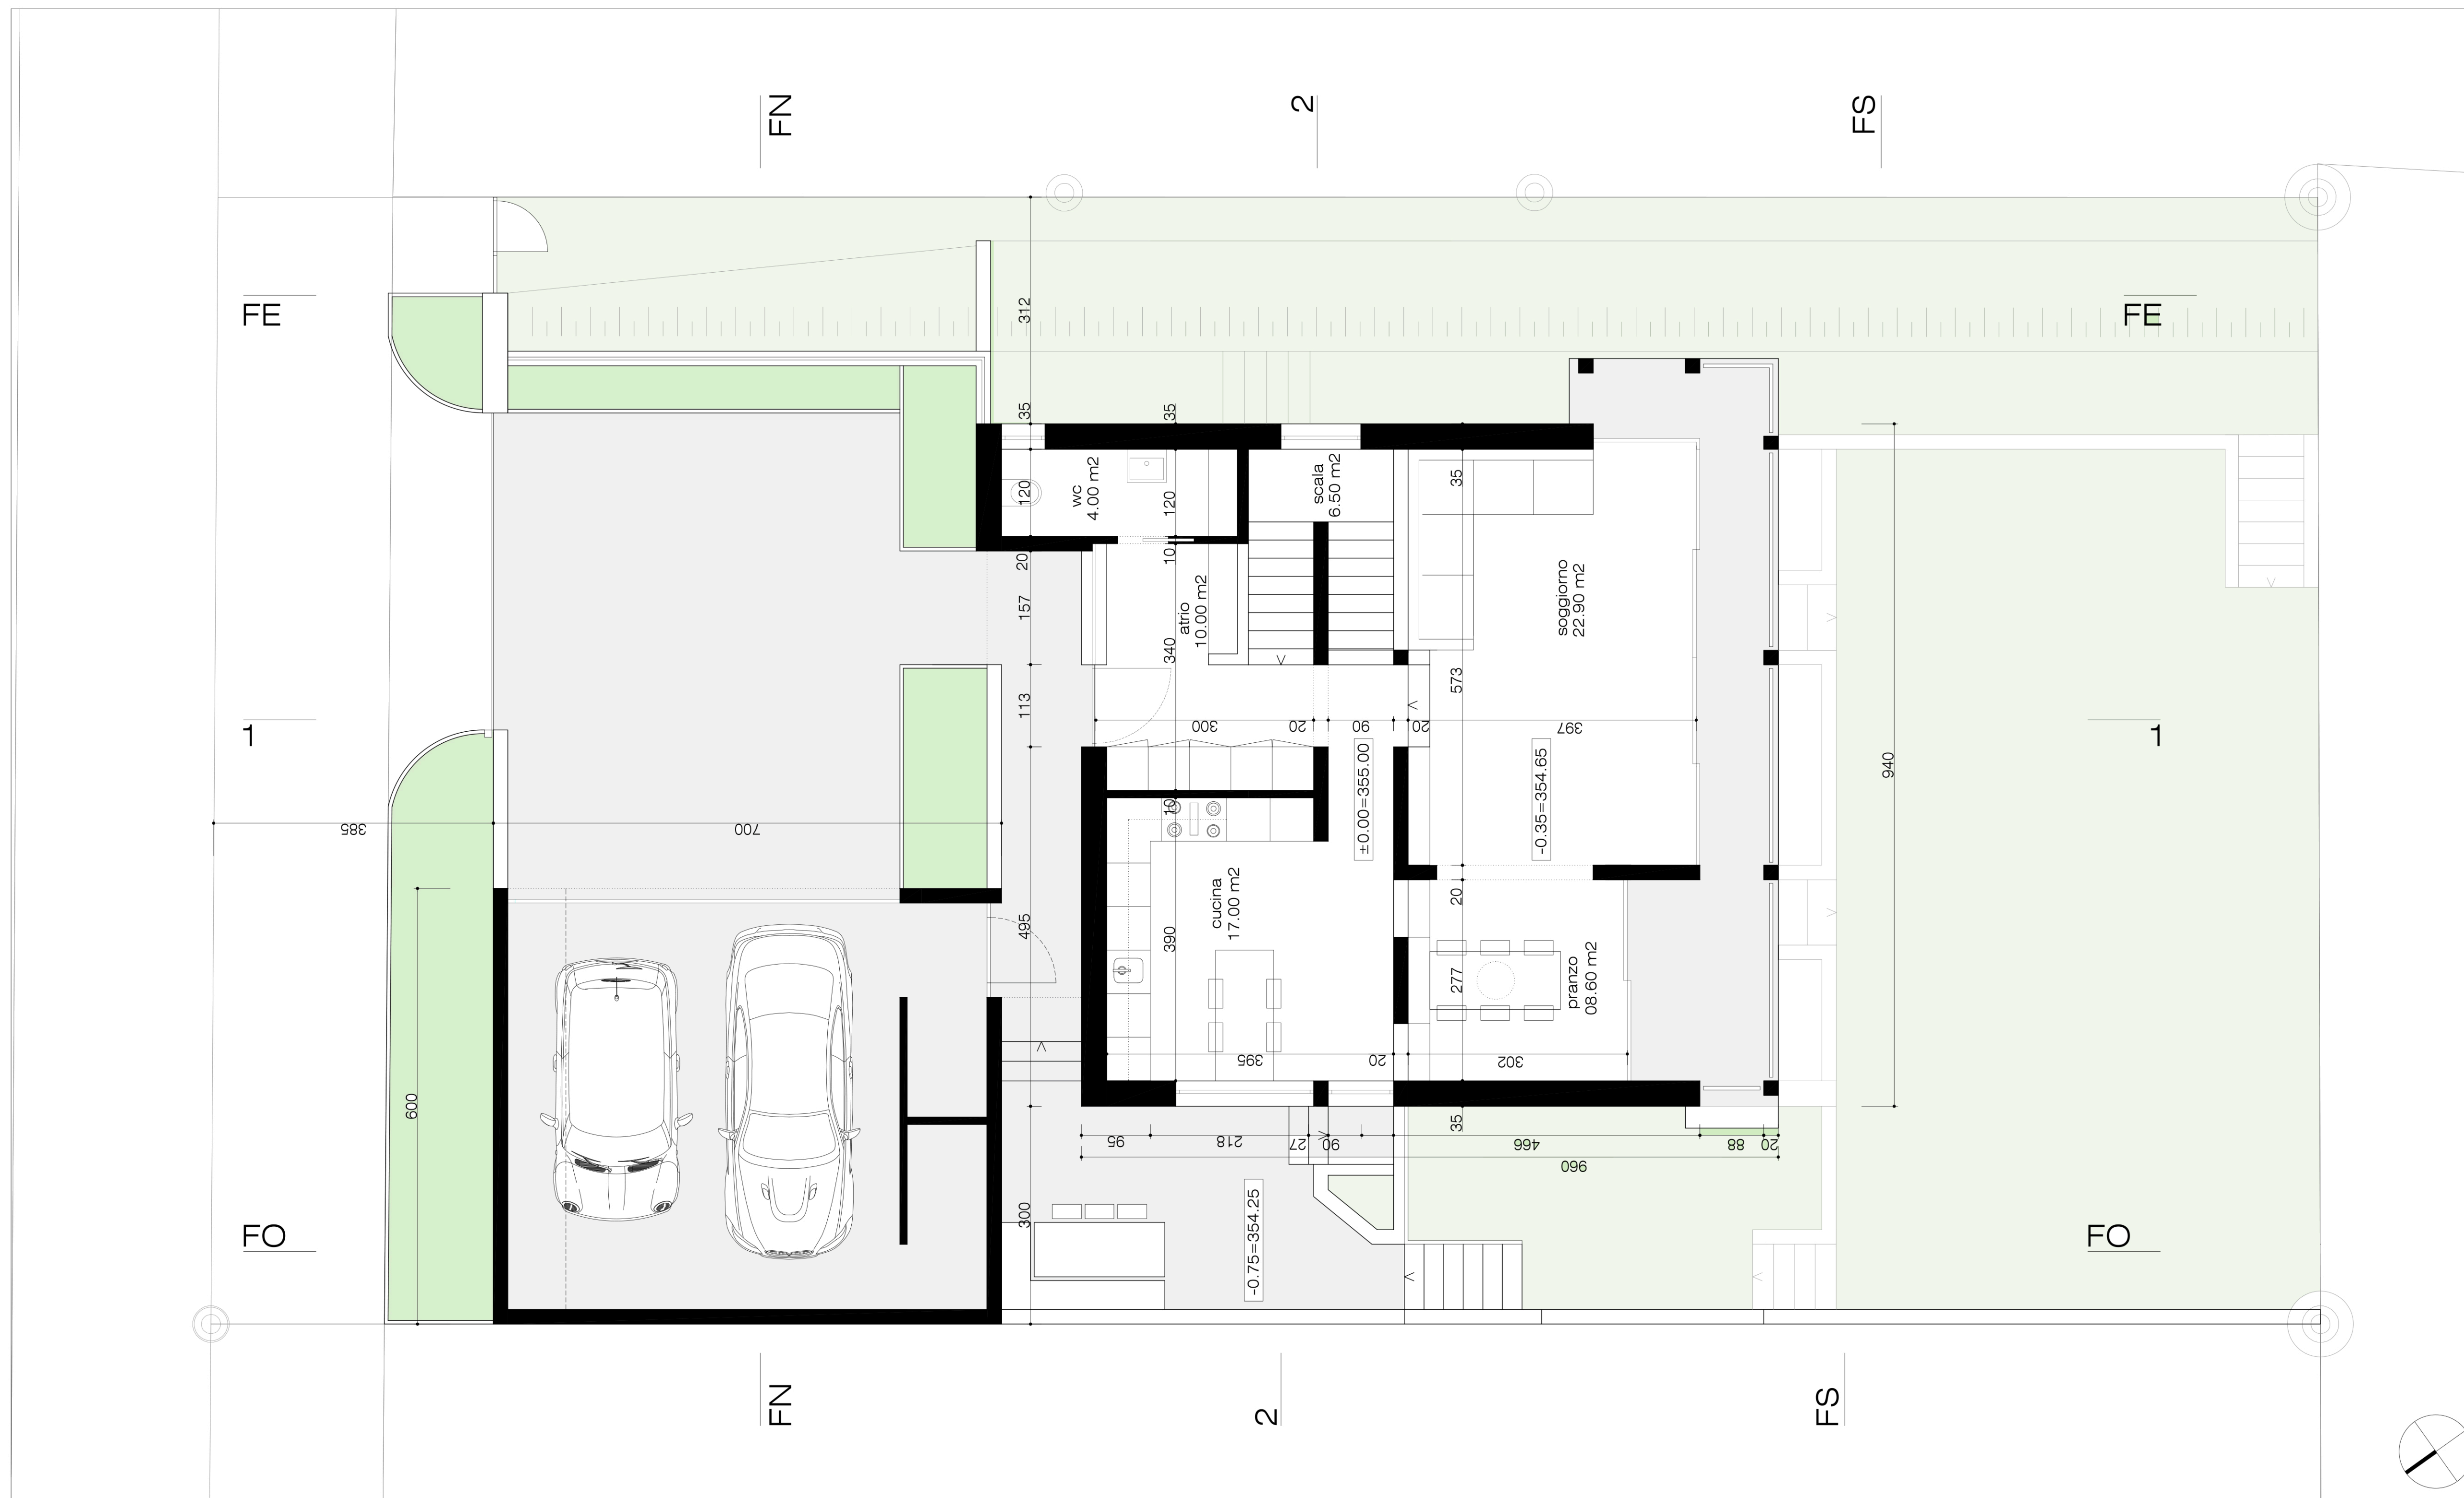 FN
2
FS
FE
FE
312
35
35
120
wc
4.00 m2
120
scala
6.50 m2
35
20
10
157
atrio
10.00 m2
340
soggiorno
22.90 m2
573
113
300
20
90
20
397
1
1
±0.00=355.00
-0.35=354.65
940
385
700
10
cucina
17.00 m2
20
495
390
277
pranzo
08.60 m2
395
20
302
600
35
95
218
27
90
466
88
20
960
300
-0.75=354.25
FO
FO
FN
2
FS